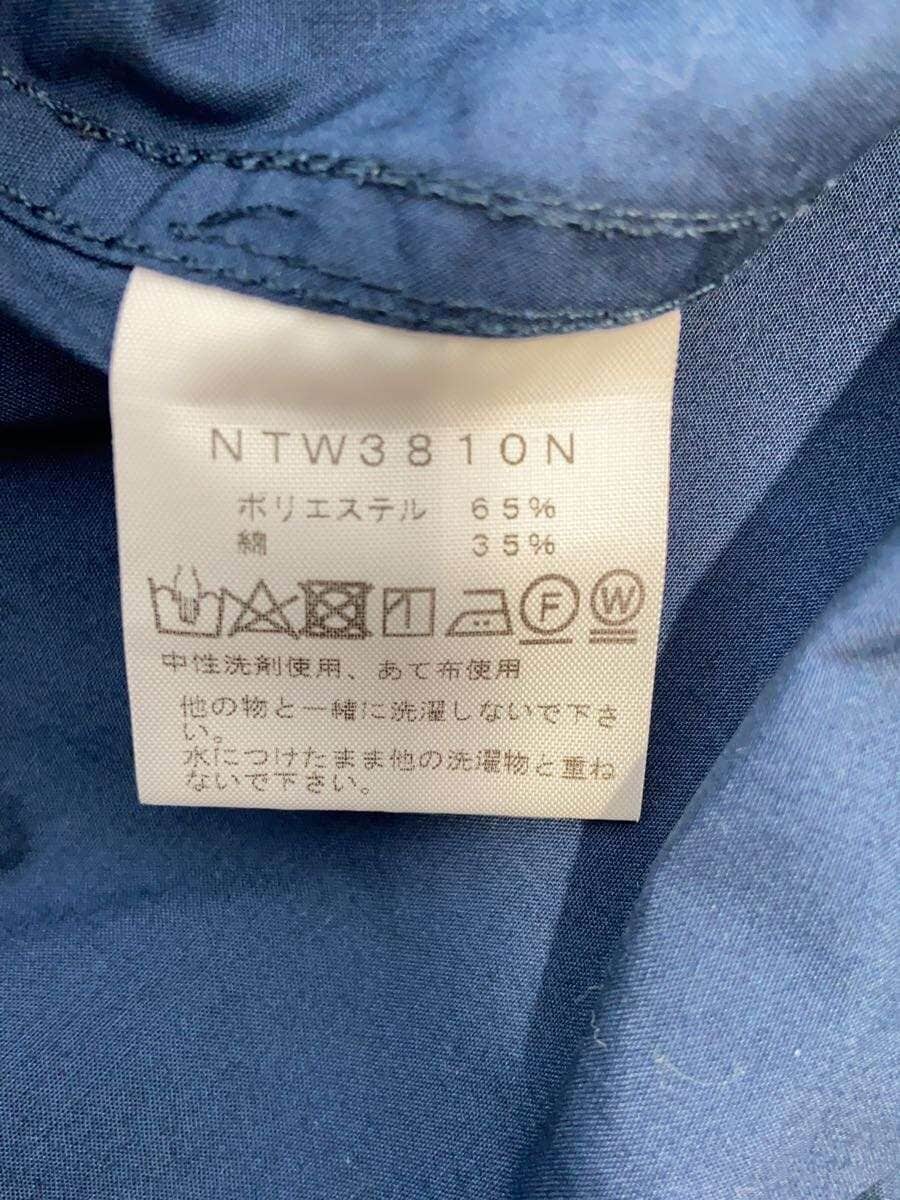 NTW3810N
ポリエステル 65%
綿 35%
F W
中性洗剤使用、あて布使用
他の物と一緒に洗濯しないで下さ
い。
水につけたまま他の洗濯物と重ね
ないで下さい。